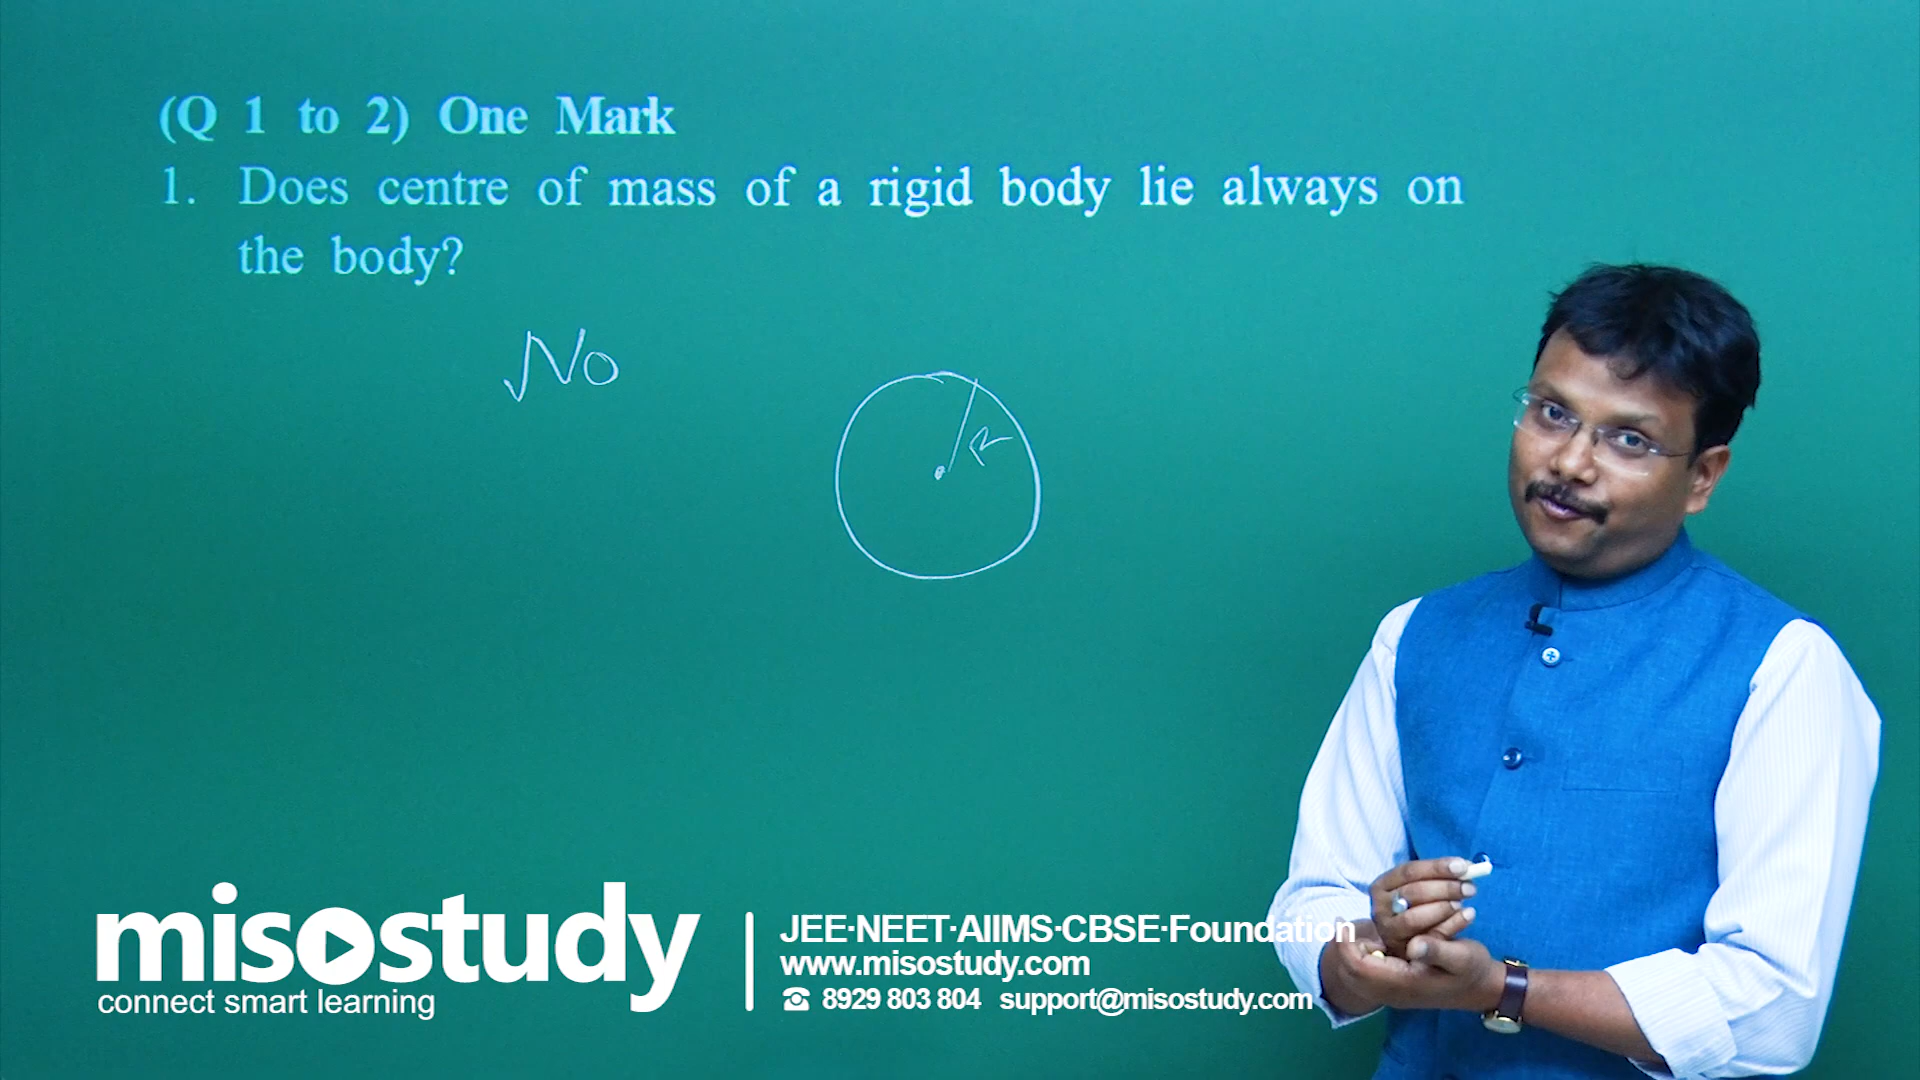 (Q 1 to 2) One Mark
1. Does centre of mass of a rigid body lie always on
the body?
No
R
misostudy
connect smart learning
JEE·NEET·AIIMS·CBSE·Foundation
www.misostudy.com
☎ 8929 803 804 support@misostudy.com